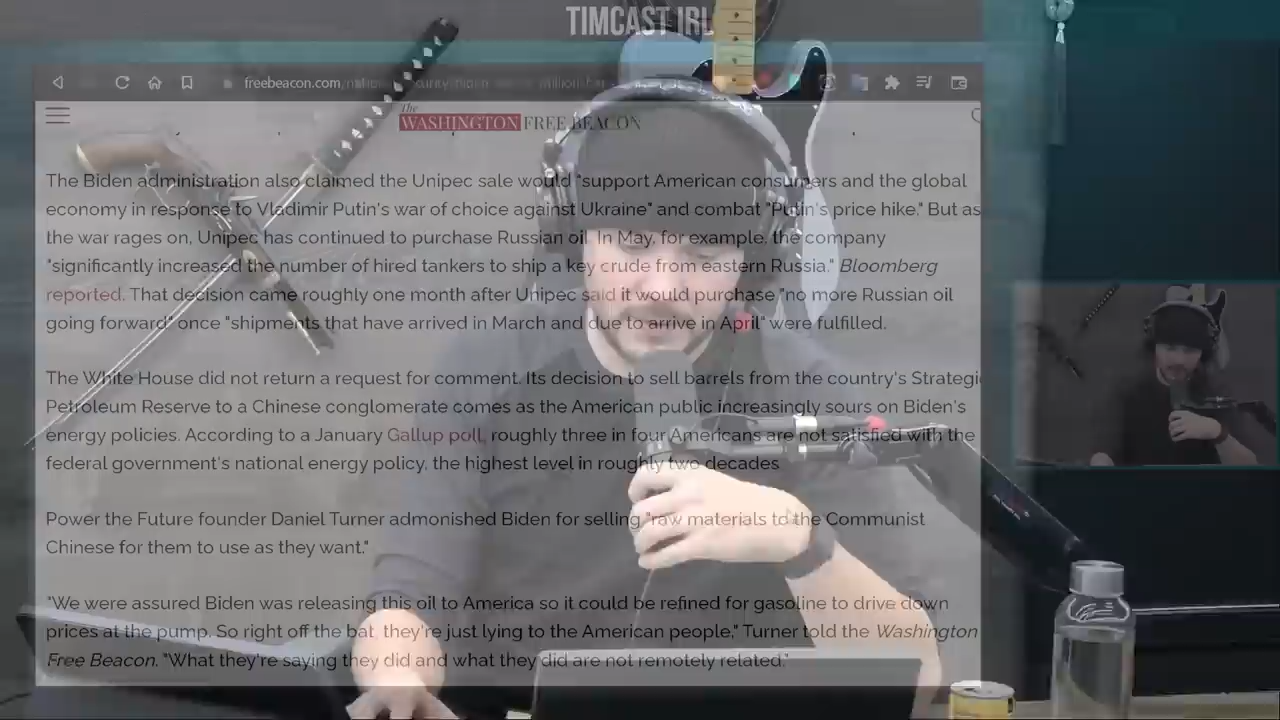 TIMCAST IRL
freebeacon.com
The
WASHINGTON FREE BEACON
The Biden administration also claimed the Unipec sale would "support American consumers and the global
economy in response to Vladimir Putin's war of choice against Ukraine" and combat "Putin's price hike." But as
the war rages on, Unipec has continued to purchase Russian oil. In May, for example, the company
"significantly increased the number of hired tankers to ship a key crude from eastern Russia," Bloomberg
reported. That decision came roughly one month after Unipec said it would purchase "no more Russian oil
going forward" once "shipments that have arrived in March and due to arrive in April" were fulfilled.
The White House did not return a request for comment. Its decision to sell barrels from the country's Strategi
Petroleum Reserve to a Chinese conglomerate comes as the American public increasingly sours on Biden's
energy policies. According to a January Gallup poll, roughly three in four Americans are not satisfied with the
federal government's national energy policy, the highest level in roughly two decades.
Power the Future founder Daniel Turner admonished Biden for selling "raw materials to the Communist
Chinese for them to use as they want."
"We were assured Biden was releasing this oil to America so it could be refined for gasoline to drive down
prices at the pump. So right off the bat, they're just lying to the American people," Turner told the Washington
Free Beacon. "What they're saying they did and what they did are not remotely related."